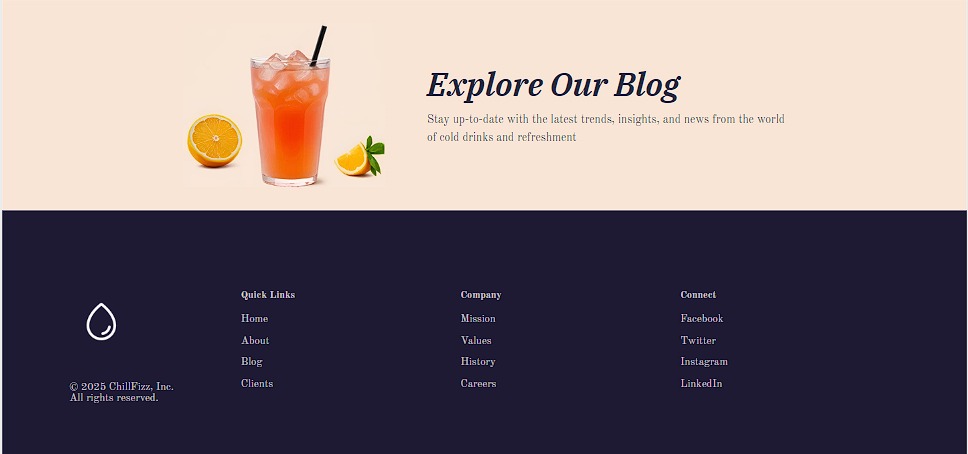 Explore Our Blog
Stay up-to-date with the latest trends, insights, and news from the world
of cold drinks and refreshment
© 2025 ChillFizz, Inc.
All rights reserved.
Quick Links
Home
About
Blog
Clients
Company
Mission
Values
History
Careers
Connect
Facebook
Twitter
Instagram
LinkedIn